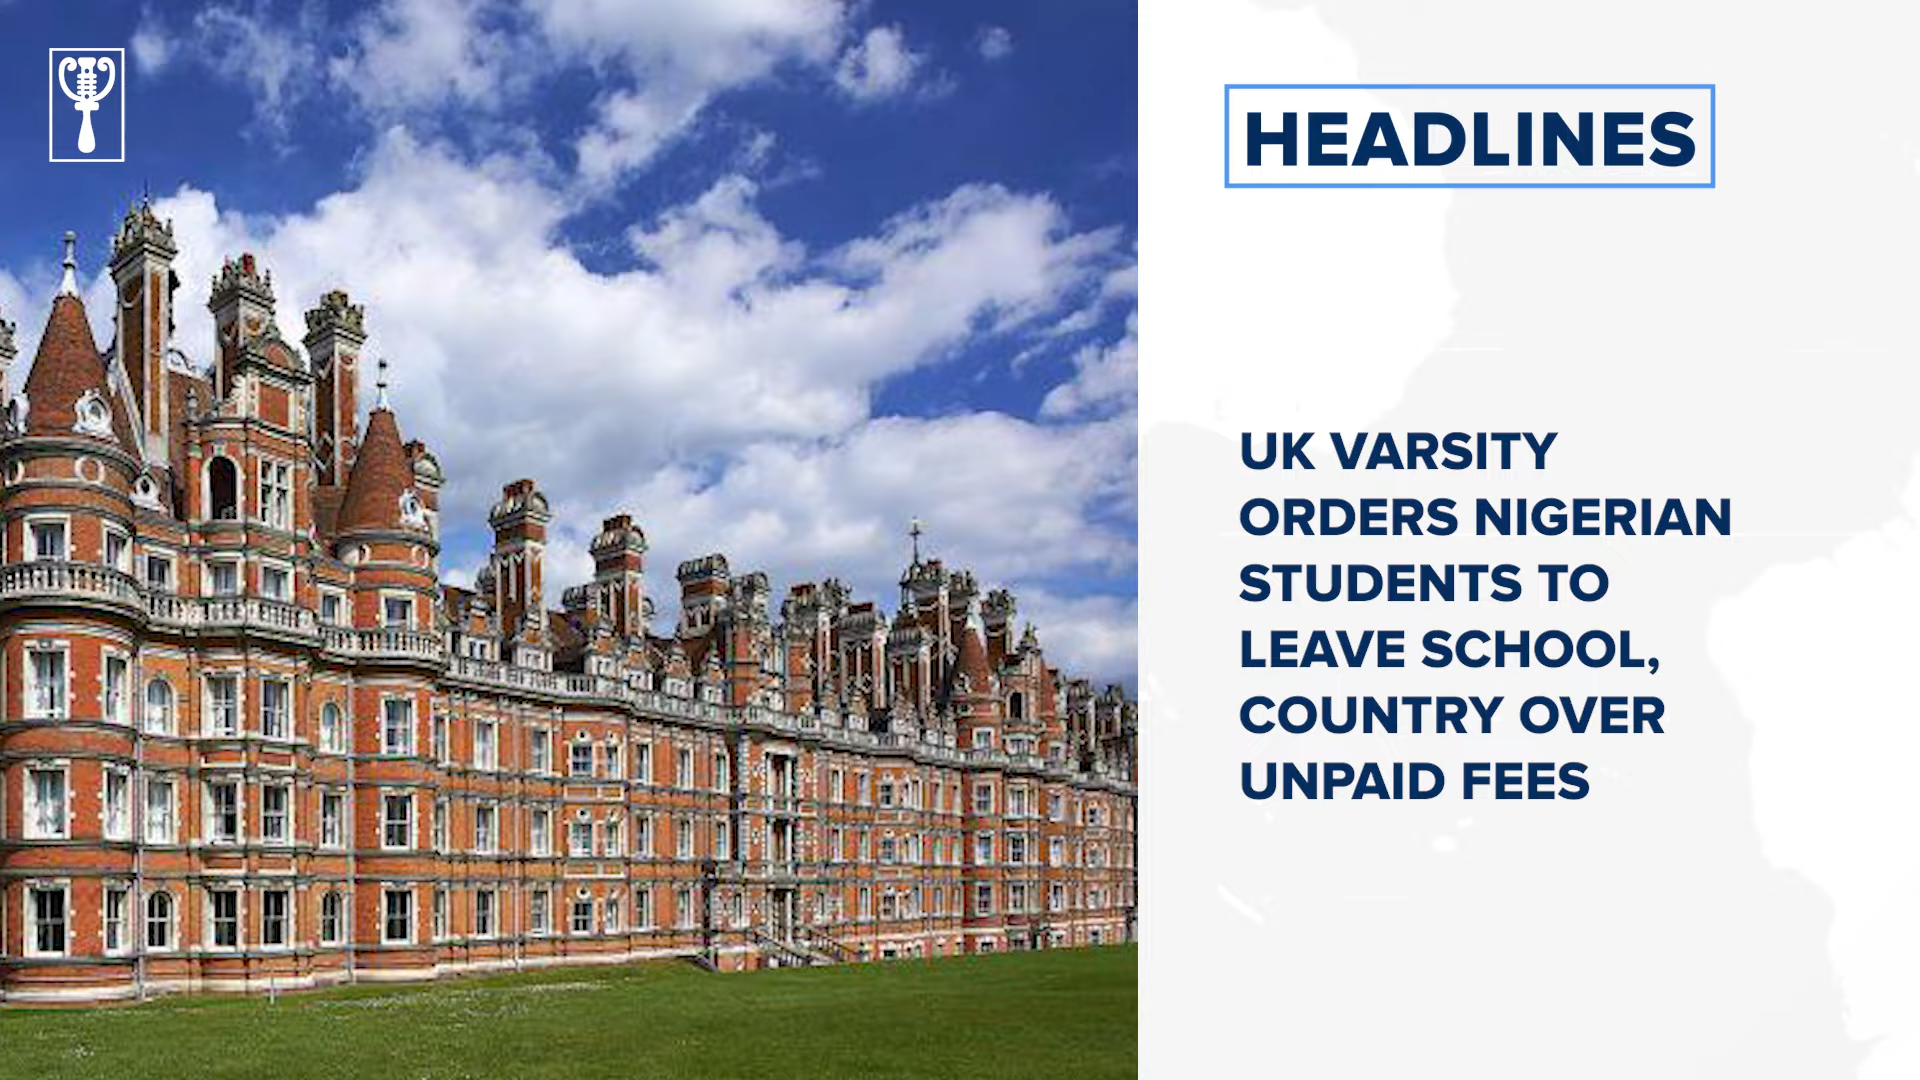 HEADLINES
UK VARSITY
ORDERS NIGERIAN
STUDENTS TO
LEAVE SCHOOL,
COUNTRY OVER
UNPAID FEES